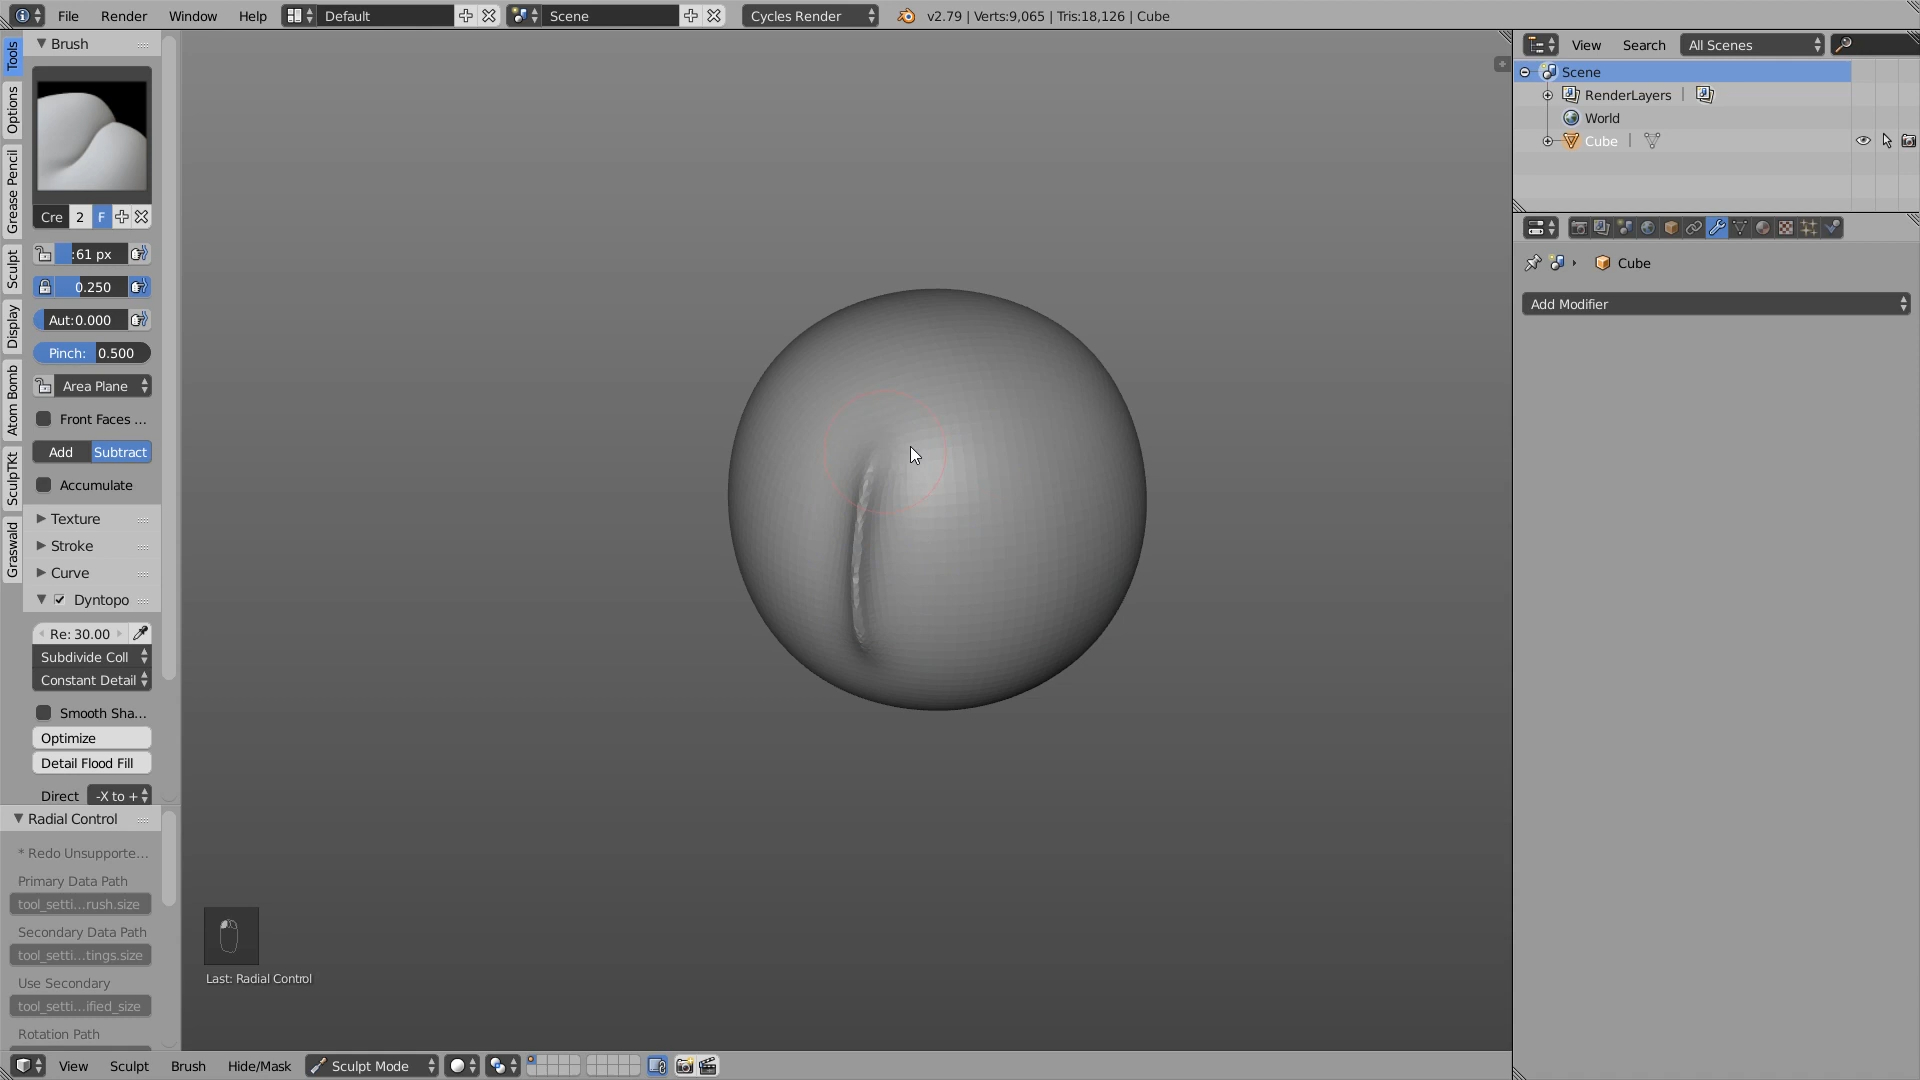 File Render Window Help Default Scene Cycles Render v2.79 | Verts:9,065 | Tris:18,126 | Cube
Tools
Options
Grease Pencil
Sculpt
Display
Atom Bomb
SculpTKt
Graswald
Brush
Cre 2 F
:61 px
0.250
Aut:0.000
Pinch: 0.500
Area Plane
Front Faces ...
Add Subtract
Accumulate
Texture
Stroke
Curve
Dyntopo
Re: 30.00
Subdivide Coll
Constant Detail
Smooth Sha...
Optimize
Detail Flood Fill
Direct -X to +
Radial Control
* Redo Unsupporte...
Primary Data Path
tool_setti...rush.size
Secondary Data Path
tool_setti...tings.size
Use Secondary
tool_setti...ified_size
Rotation Path
Last: Radial Control
View Sculpt Brush Hide/Mask Sculpt Mode
View Search All Scenes
Scene
RenderLayers |
World
Cube |
Cube
Add Modifier